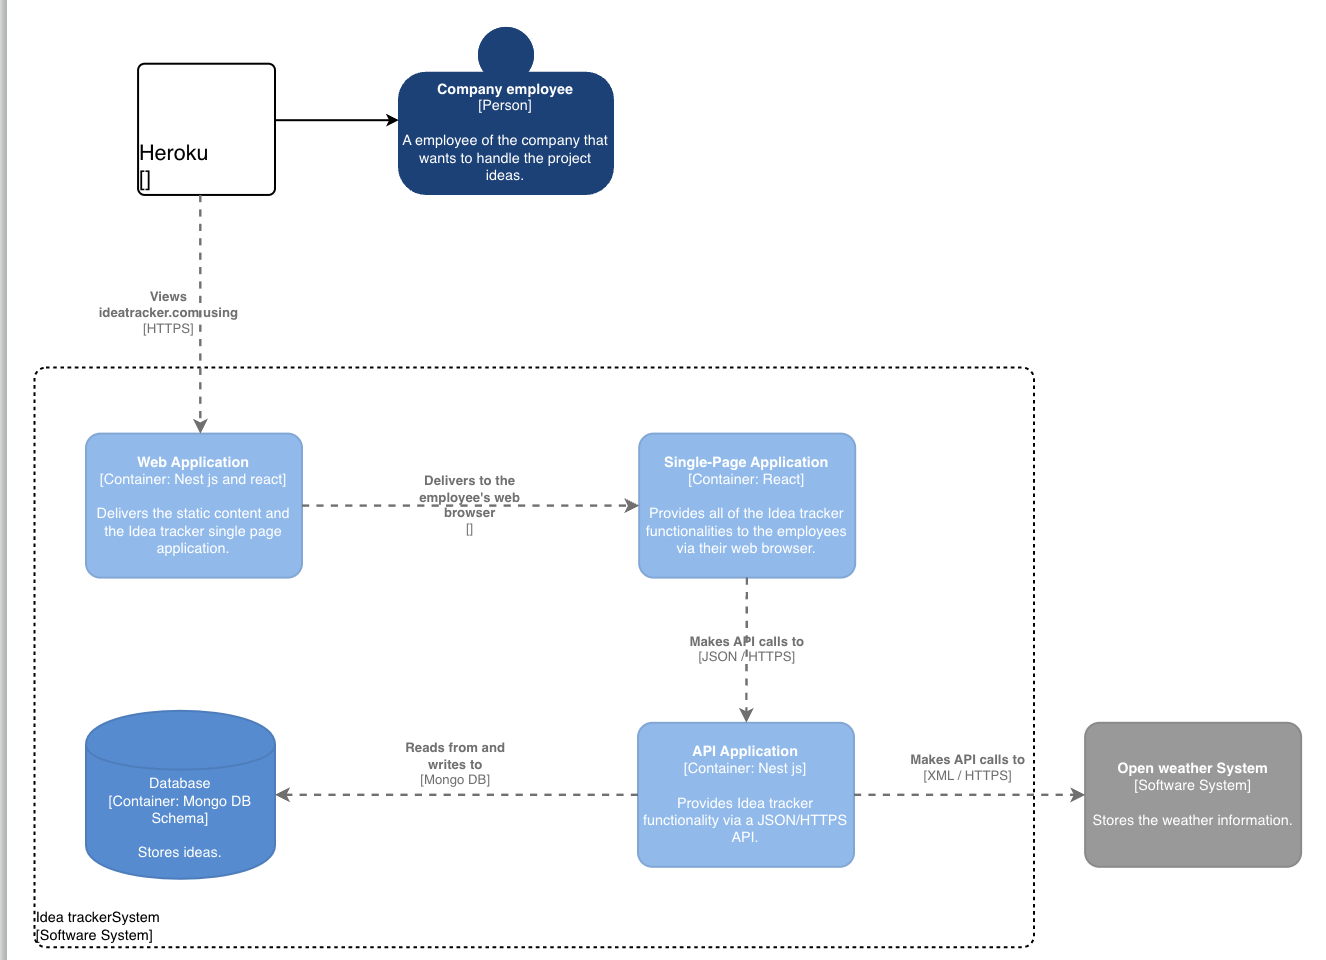 Company employee
[Person]
A employee of the company that
wants to handle the project
ideas.
Heroku
[]
Views
ideatracker.com using
[HTTPS]
Web Application
[Container: Nest js and react]
Delivers the static content and
the Idea tracker single page
application.
Delivers to the
employee's web
browser
[]
Single-Page Application
[Container: React]
Provides all of the Idea tracker
functionalities to the employees
via their web browser.
Makes API calls to
[JSON / HTTPS]
Database
[Container: Mongo DB
Schema]
Stores ideas.
Reads from and
writes to
[Mongo DB]
API Application
[Container: Nest js]
Provides Idea tracker
functionality via a JSON/HTTPS
API.
Makes API calls to
[XML / HTTPS]
Open weather System
[Software System]
Stores the weather information.
Idea trackerSystem
[Software System]